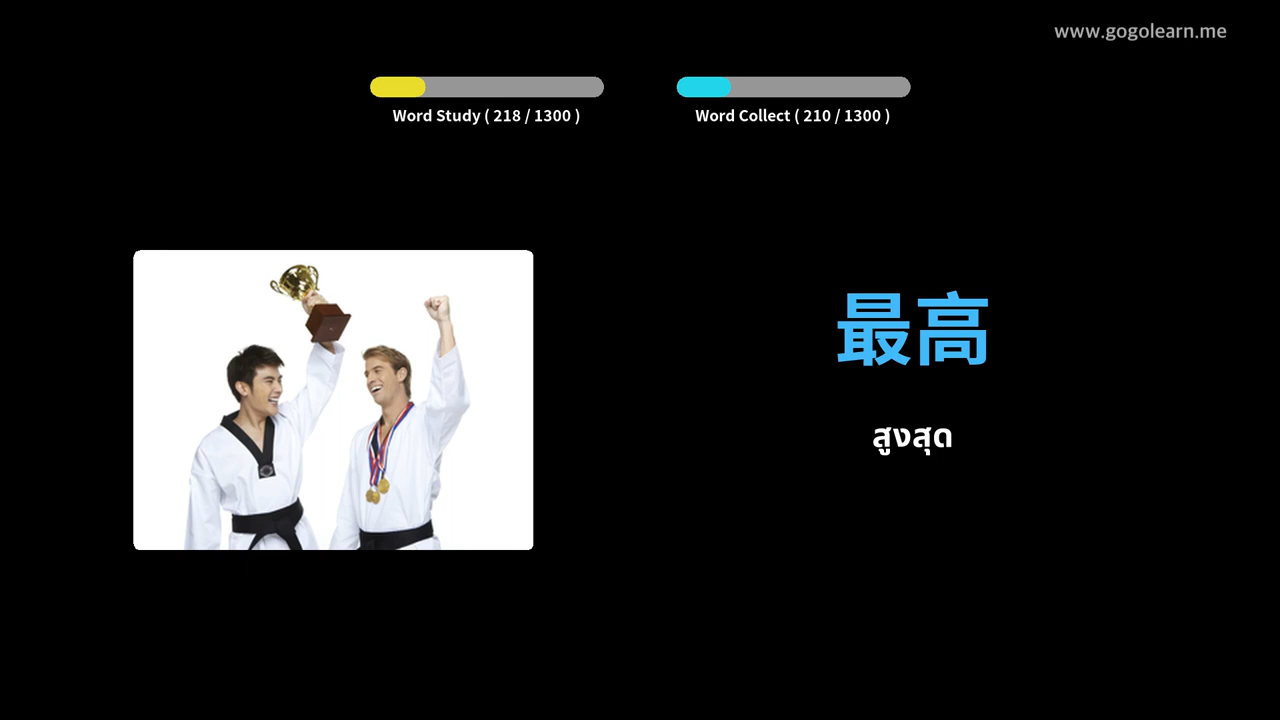 www.gogolearn.me
Word Study ( 218 / 1300 )
Word Collect ( 210 / 1300 )
最高
สูงสุด